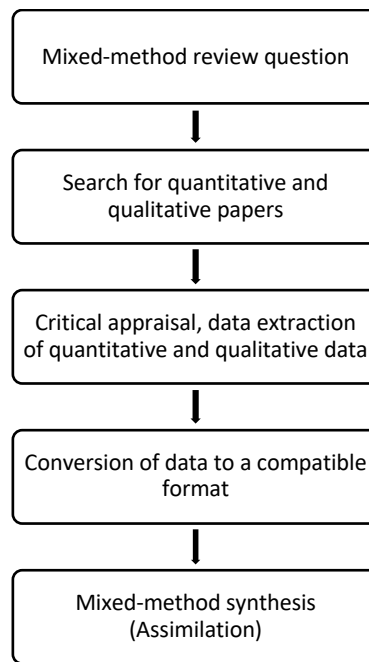 Mixed-method review question
Search for quantitative and
qualitative papers
Critical appraisal, data extraction
of quantitative and qualitative data
Conversion of data to a compatible
format
Mixed-method synthesis
(Assimilation)